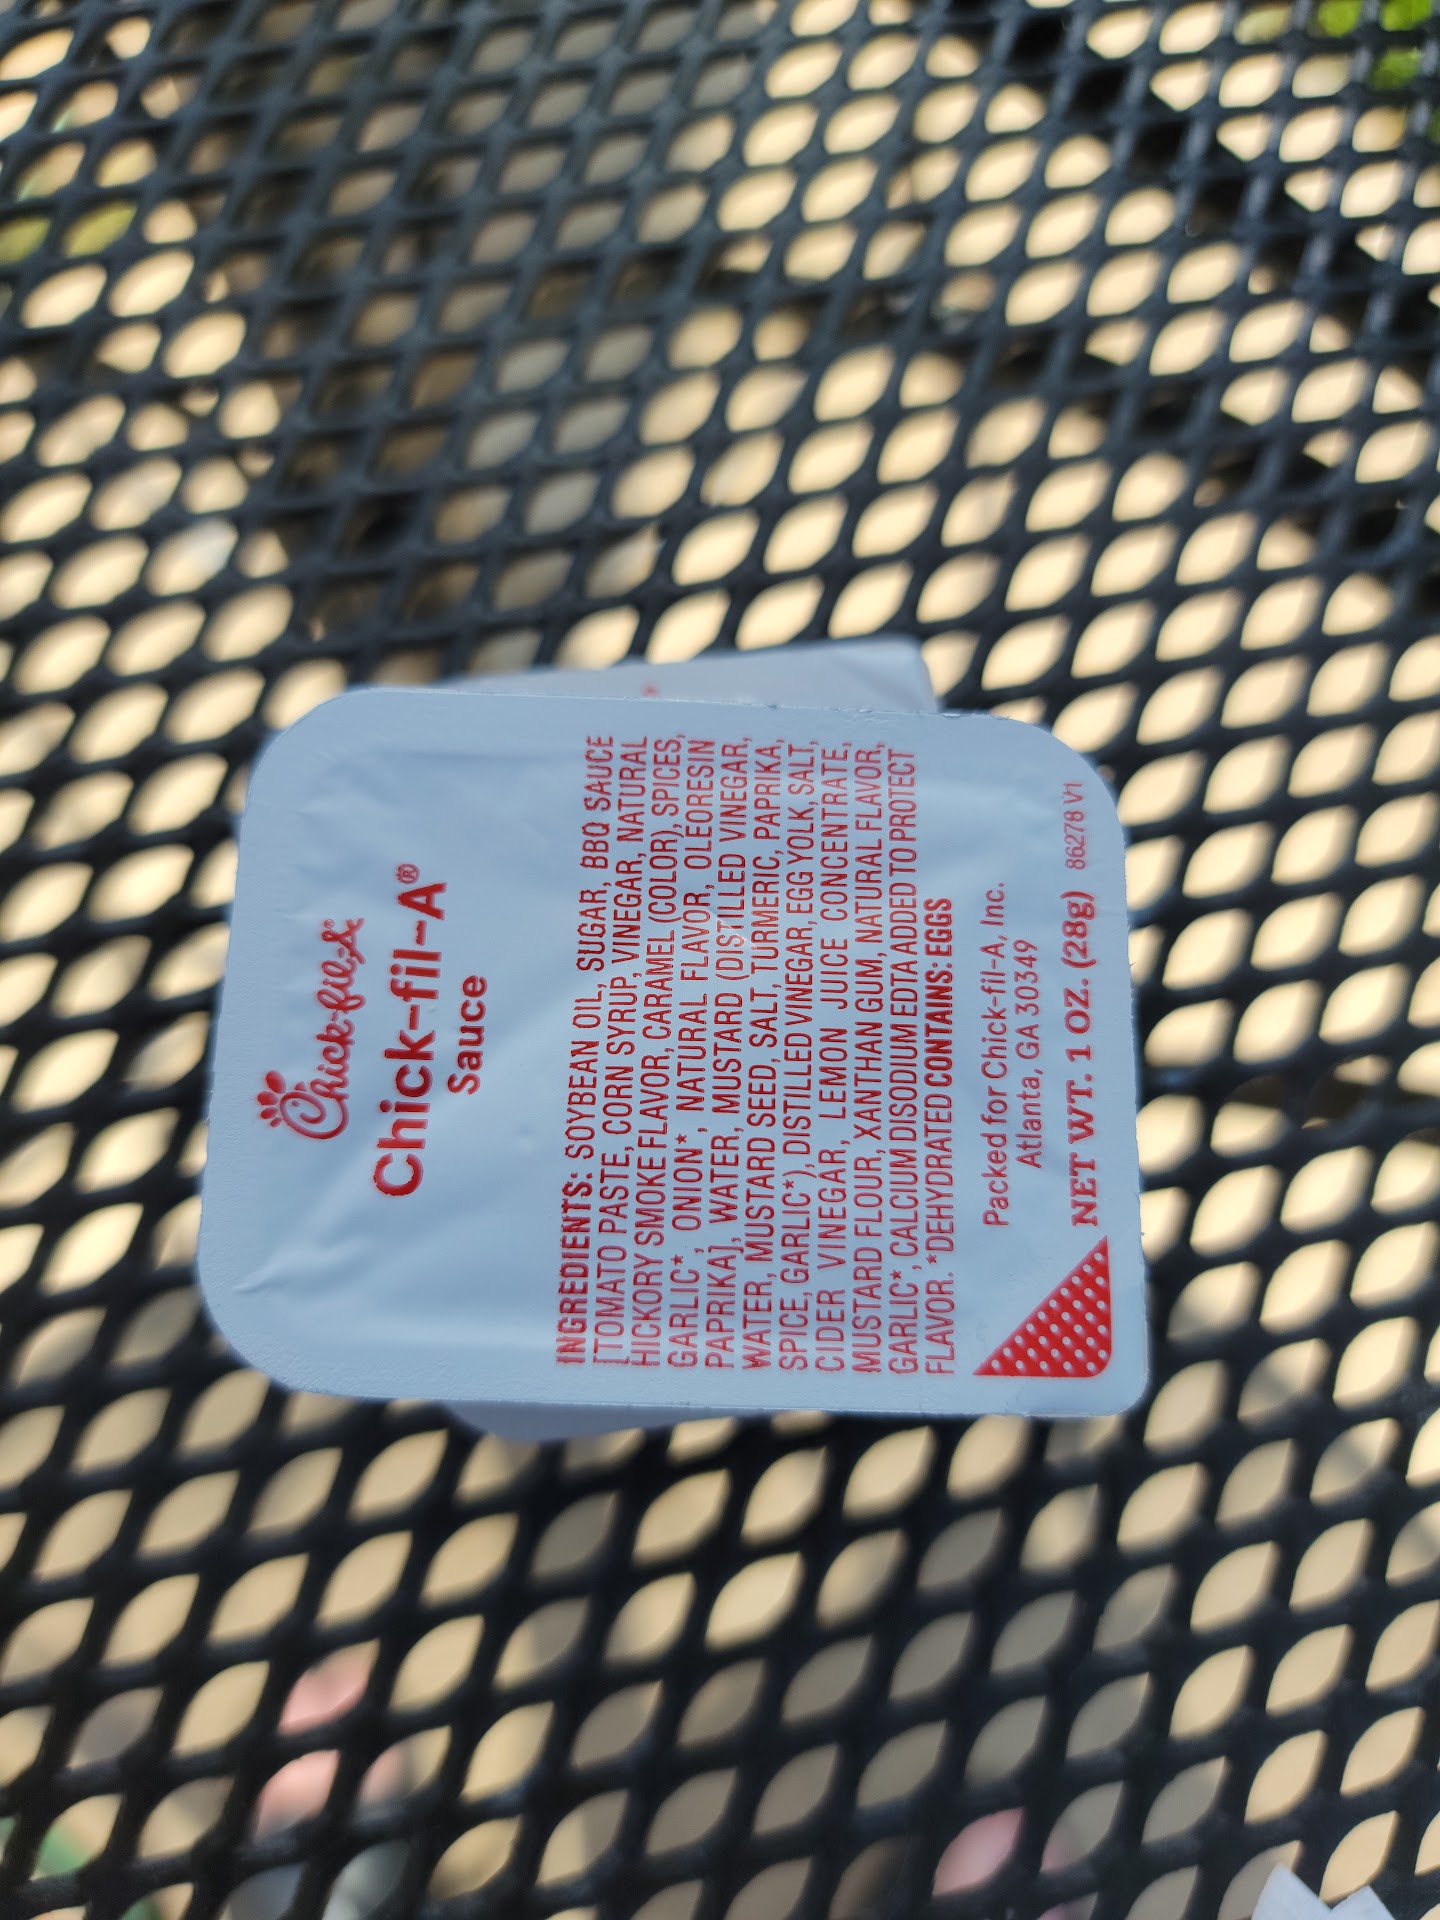 Chick-fil-A®
Chick-fil-A®
Sauce
INGREDIENTS: SOYBEAN OIL, SUGAR, BBQ SAUCE
[TOMATO PASTE, CORN SYRUP, VINEGAR, NATURAL
HICKORY SMOKE FLAVOR, CARAMEL (COLOR), SPICES,
GARLIC*, ONION*, NATURAL FLAVOR, OLEORESIN
PAPRIKA], WATER, MUSTARD (DISTILLED VINEGAR,
WATER, MUSTARD SEED, SALT, TURMERIC, PAPRIKA,
SPICE, GARLIC*), DISTILLED VINEGAR, EGG YOLK, SALT,
CIDER VINEGAR, LEMON JUICE CONCENTRATE,
MUSTARD FLOUR, XANTHAN GUM, NATURAL FLAVOR,
GARLIC*, CALCIUM DISODIUM EDTA ADDED TO PROTECT
FLAVOR. *DEHYDRATED CONTAINS: EGGS
Packed for Chick-fil-A, Inc.
Atlanta, GA 30349
NET WT. 1 OZ. (28g) 86278 V1